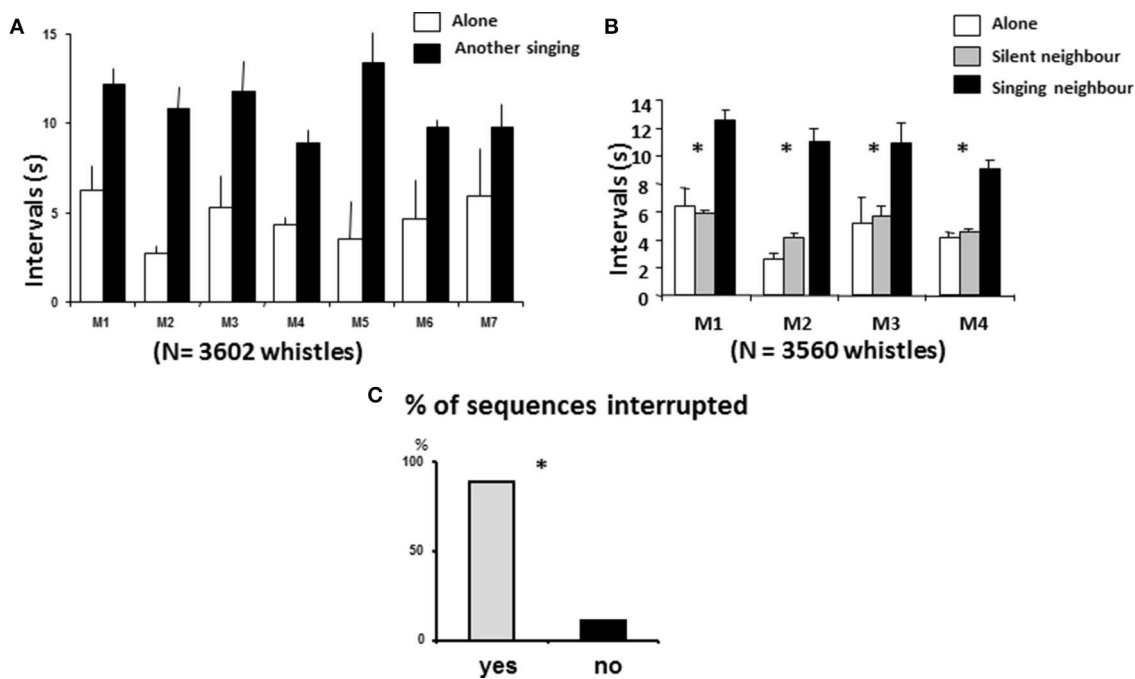 A
Alone
Another singing
15
10
5
0
Intervals (s)
M1 M2 M3 M4 M5 M6 M7
(N= 3602 whistles)
B
Alone
Silent neighbour
Singing neighbour
14
12
10
8
6
4
2
0
Intervals (s)
* * * *
M1 M2 M3 M4
(N = 3560 whistles)
C % of sequences interrupted
%
100
50
0
*
yes no